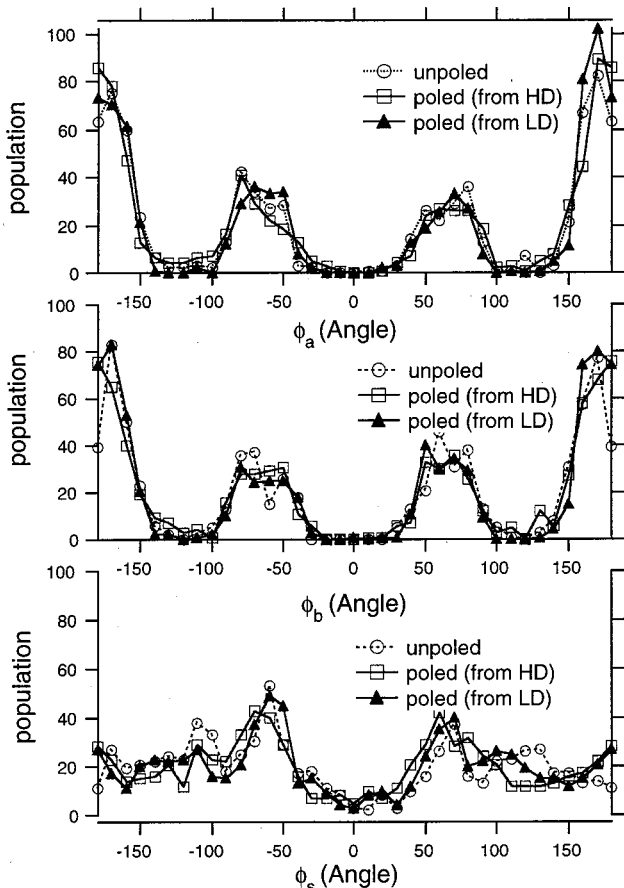 100
80
60
40
20
0
population
unpoled
poled (from HD)
poled (from LD)
-150 -100 -50 0 50 100 150
ϕa (Angle)
100
80
60
40
20
0
population
unpoled
poled (from HD)
poled (from LD)
-150 -100 -50 0 50 100 150
ϕb (Angle)
100
80
60
40
20
0
population
unpoled
poled (from HD)
poled (from LD)
-150 -100 -50 0 50 100 150
ϕs (Angle)